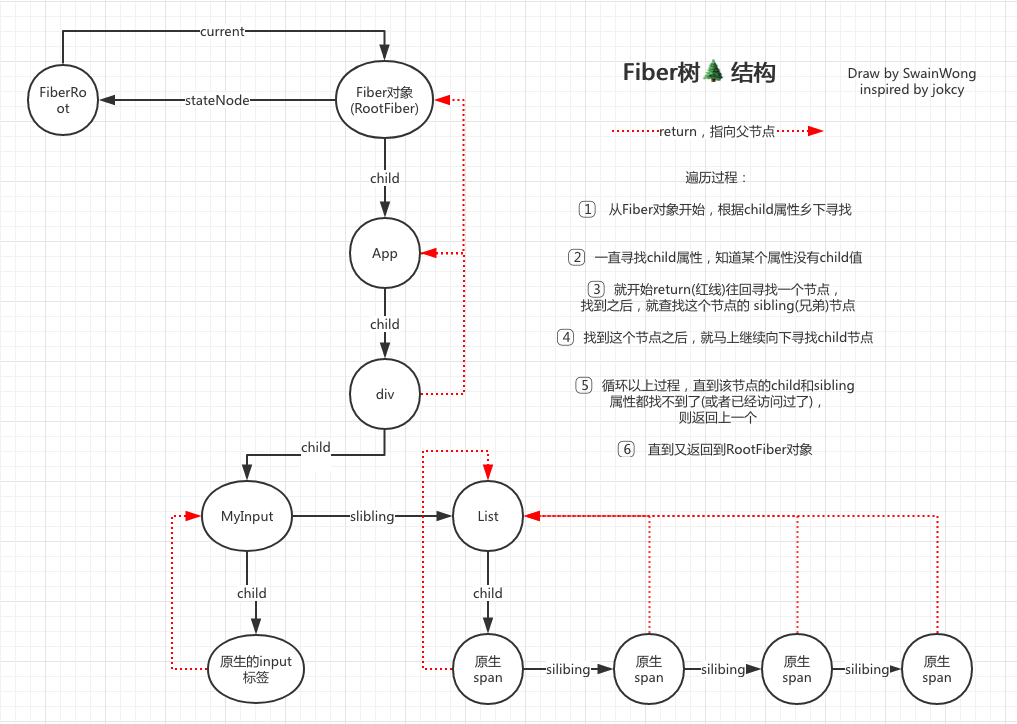 current
FiberRo
ot
stateNode
Fiber对象
(RootFiber)
child
App
child
div
child
MyInput
slibling
List
child
child
原生的input
标签
原生
span
silibing
原生
span
silibing
原生
span
silibing
原生
span
Fiber树🌲 结构
Draw by SwainWong
inspired by jokcy
return，指向父节点
遍历过程：
1 从Fiber对象开始，根据child属性乡下寻找
2 一直寻找child属性，知道某个属性没有child值
3 就开始return(红线)往回寻找一个节点，
找到之后，就查找这个节点的 sibling(兄弟)节点
4 找到这个节点之后，就马上继续向下寻找child节点
5 循环以上过程，直到该节点的child和sibling
属性都找不到了(或者已经访问过了)，
则返回上一个
6 直到又返回到RootFiber对象